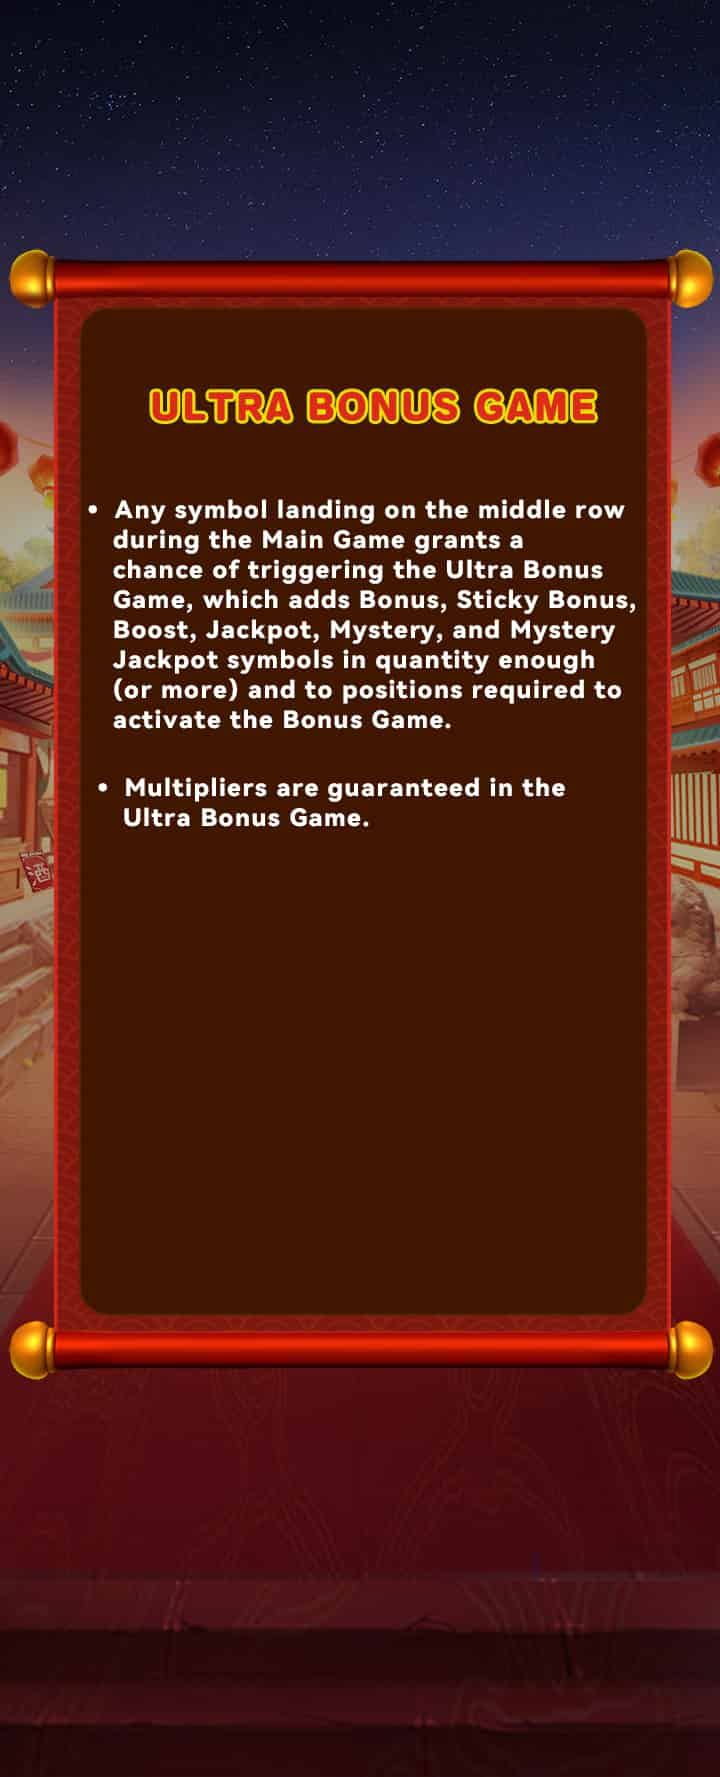 ULTRA BONUS GAME
• Any symbol landing on the middle row
during the Main Game grants a
chance of triggering the Ultra Bonus
Game, which adds Bonus, Sticky Bonus,
Boost, Jackpot, Mystery, and Mystery
Jackpot symbols in quantity enough
(or more) and to positions required to
activate the Bonus Game.
• Multipliers are guaranteed in the
Ultra Bonus Game.
酒